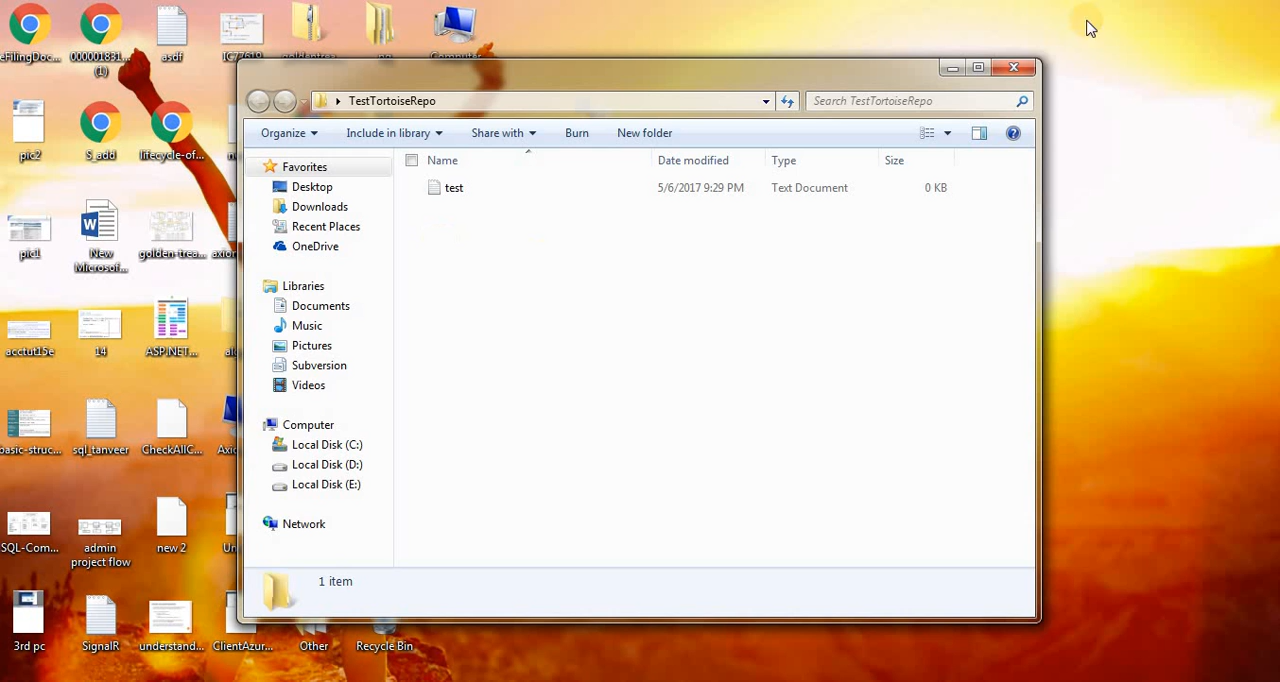 eFilingDoc...
000001831...
(1)
asdf
IC77619
Computer
TestTortoiseRepo
Search TestTortoiseRepo
Organize
Include in library
Share with
Burn
New folder
Name
Date modified
Type
Size
test
5/6/2017 9:29 PM
Text Document
0 KB
Favorites
Desktop
Downloads
Recent Places
OneDrive
Libraries
Documents
Music
Pictures
Subversion
Videos
Computer
Local Disk (C:)
Local Disk (D:)
Local Disk (E:)
Network
1 item
pic2
S_add
lifecycle-of...
pic1
New
Microsof...
golden-trea...
acctut15e
14
ASP.NET...
basic-struc...
sql_tanveer
CheckAllC...
SQL-Com...
admin
project flow
new 2
3rd pc
SignalR
understand...
ClientAzur...
Other
Recycle Bin